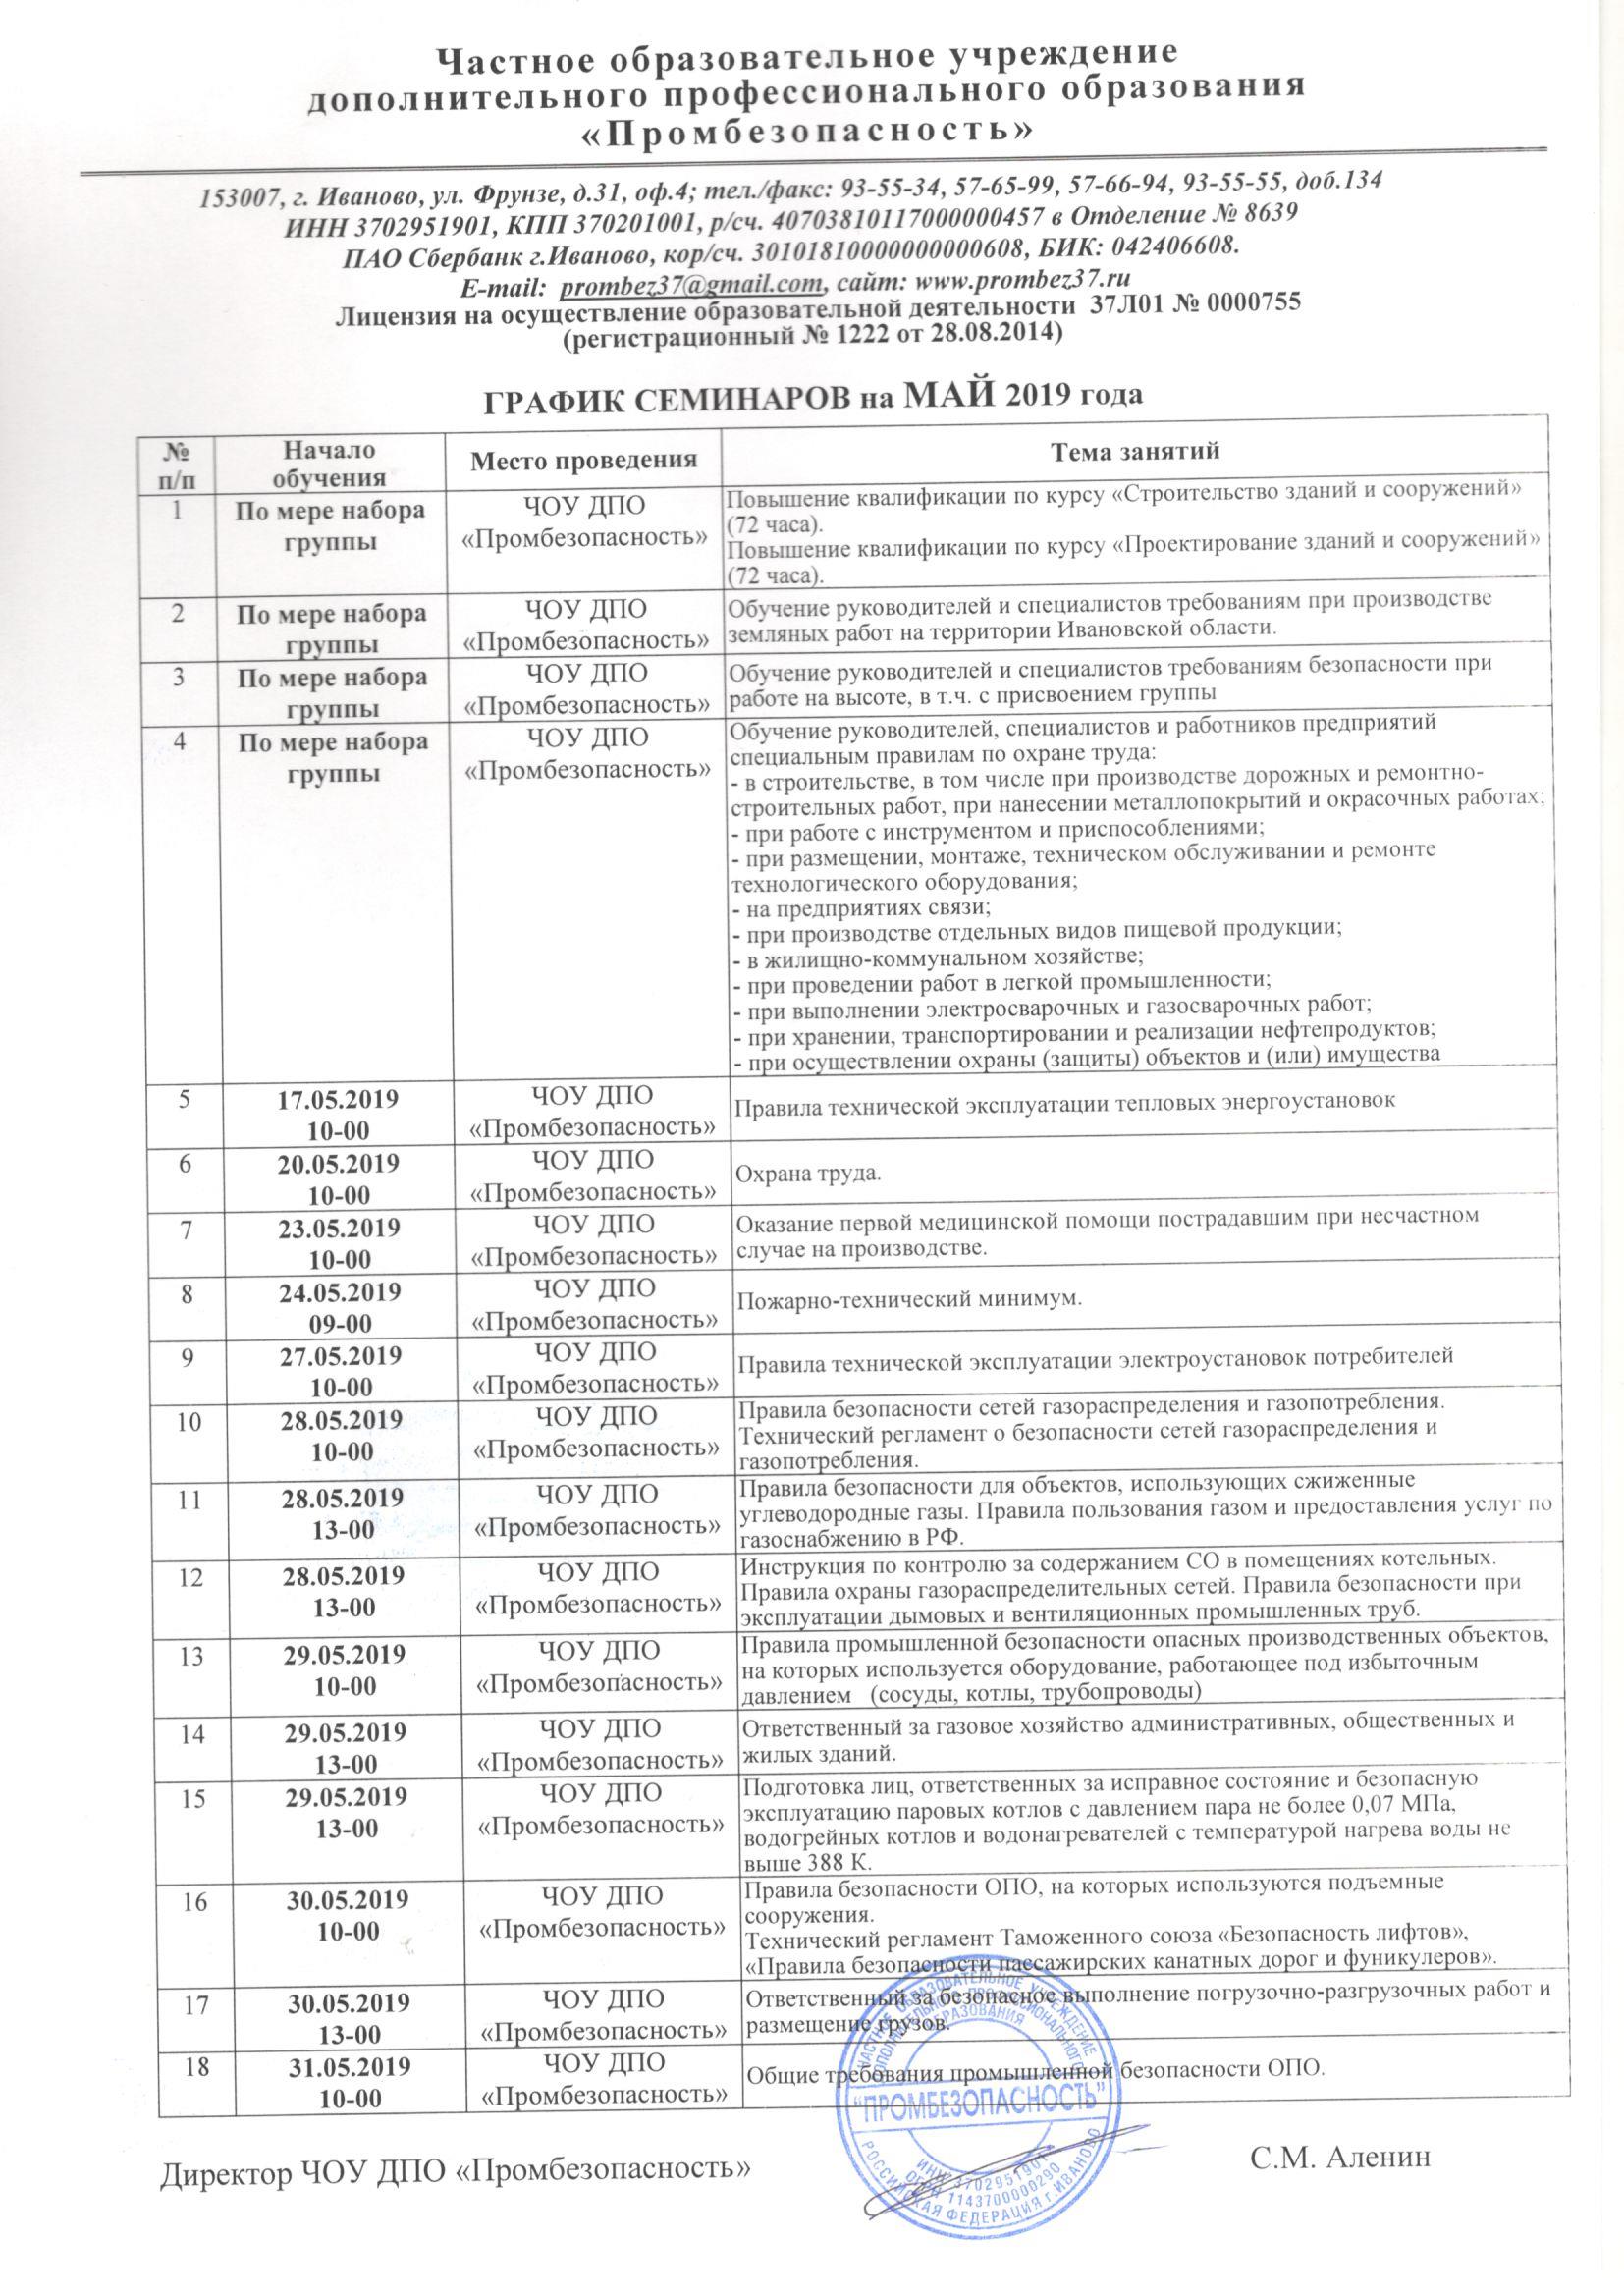 Частное образовательное учреждение
дополнительного профессионального образования
«Промбезопасность»
153007, г. Иваново, ул. Фрунзе, д.31, оф.4; тел./факс: 93-55-34, 57-65-99, 57-66-94, 93-55-55, доб.134
ИНН 3702951901, КПП 370201001, р/сч. 40703810117000000457 в Отделение № 8639
ПАО Сбербанк г.Иваново, кор/сч. 30101810000000000608, БИК: 042406608.
E-mail: prombez37@gmail.com, сайт: www.prombez37.ru
Лицензия на осуществление образовательной деятельности 37Л01 № 0000755
(регистрационный № 1222 от 28.08.2014)
ГРАФИК СЕМИНАРОВ на МАЙ 2019 года
№ п/п
Начало обучения
Место проведения
Тема занятий
1
По мере набора
группы
ЧОУ ДПО
«Промбезопасность»
Повышение квалификации по курсу «Строительство зданий и сооружений»
(72 часа).
Повышение квалификации по курсу «Проектирование зданий и сооружений»
(72 часа).
2
По мере набора
группы
ЧОУ ДПО
«Промбезопасность»
Обучение руководителей и специалистов требованиям при производстве
земляных работ на территории Ивановской области.
3
По мере набора
группы
ЧОУ ДПО
«Промбезопасность»
Обучение руководителей и специалистов требованиям безопасности при
работе на высоте, в т.ч. с присвоением группы
4
По мере набора
группы
ЧОУ ДПО
«Промбезопасность»
Обучение руководителей, специалистов и работников предприятий
специальным правилам по охране труда:
- в строительстве, в том числе при производстве дорожных и ремонтно-
строительных работ, при нанесении металлопокрытий и окрасочных работах;
- при работе с инструментом и приспособлениями;
- при размещении, монтаже, техническом обслуживании и ремонте
технологического оборудования;
- на предприятиях связи;
- при производстве отдельных видов пищевой продукции;
- в жилищно-коммунальном хозяйстве;
- при проведении работ в легкой промышленности;
- при выполнении электросварочных и газосварочных работ;
- при хранении, транспортировании и реализации нефтепродуктов;
- при осуществлении охраны (защиты) объектов и (или) имущества
5
17.05.2019
10-00
ЧОУ ДПО
«Промбезопасность»
Правила технической эксплуатации тепловых энергоустановок
6
20.05.2019
10-00
ЧОУ ДПО
«Промбезопасность»
Охрана труда.
7
23.05.2019
10-00
ЧОУ ДПО
«Промбезопасность»
Оказание первой медицинской помощи пострадавшим при несчастном
случае на производстве.
8
24.05.2019
09-00
ЧОУ ДПО
«Промбезопасность»
Пожарно-технический минимум.
9
27.05.2019
10-00
ЧОУ ДПО
«Промбезопасность»
Правила технической эксплуатации электроустановок потребителей
10
28.05.2019
10-00
ЧОУ ДПО
«Промбезопасность»
Правила безопасности сетей газораспределения и газопотребления.
Технический регламент о безопасности сетей газораспределения и
газопотребления.
11
28.05.2019
13-00
ЧОУ ДПО
«Промбезопасность»
Правила безопасности для объектов, использующих сжиженные
углеводородные газы. Правила пользования газом и предоставления услуг по
газоснабжению в РФ.
12
28.05.2019
13-00
ЧОУ ДПО
«Промбезопасность»
Инструкция по контролю за содержанием СО в помещениях котельных.
Правила охраны газораспределительных сетей. Правила безопасности при
эксплуатации дымовых и вентиляционных промышленных труб.
13
29.05.2019
10-00
ЧОУ ДПО
«Промбезопасность»
Правила промышленной безопасности опасных производственных объектов,
на которых используется оборудование, работающее под избыточным
давлением (сосуды, котлы, трубопроводы)
14
29.05.2019
13-00
ЧОУ ДПО
«Промбезопасность»
Ответственный за газовое хозяйство административных, общественных и
жилых зданий.
15
29.05.2019
13-00
ЧОУ ДПО
«Промбезопасность»
Подготовка лиц, ответственных за исправное состояние и безопасную
эксплуатацию паровых котлов с давлением пара не более 0,07 МПа,
водогрейных котлов и водонагревателей с температурой нагрева воды не
выше 388 К.
16
30.05.2019
10-00
ЧОУ ДПО
«Промбезопасность»
Правила безопасности ОПО, на которых используются подъемные
сооружения.
Технический регламент Таможенного союза «Безопасность лифтов»,
«Правила безопасности пассажирских канатных дорог и фуникулеров».
17
30.05.2019
13-00
ЧОУ ДПО
«Промбезопасность»
Ответственный за безопасное выполнение погрузочно-разгрузочных работ и
размещение грузов.
18
31.05.2019
10-00
ЧОУ ДПО
«Промбезопасность»
Общие требования промышленной безопасности ОПО.
ЧАСТНОЕ ОБРАЗОВАТЕЛЬНОЕ УЧРЕЖДЕНИЕ
ДОПОЛНИТЕЛЬНОГО ПРОФЕССИОНАЛЬНОГО
ОБРАЗОВАНИЯ
"ПРОМБЕЗОПАСНОСТЬ"
ИНН 3702951901
ОГРН 1143700000290
РОССИЙСКАЯ ФЕДЕРАЦИЯ г.ИВАНОВО
Директор ЧОУ ДПО «Промбезопасность»
С.М. Аленин